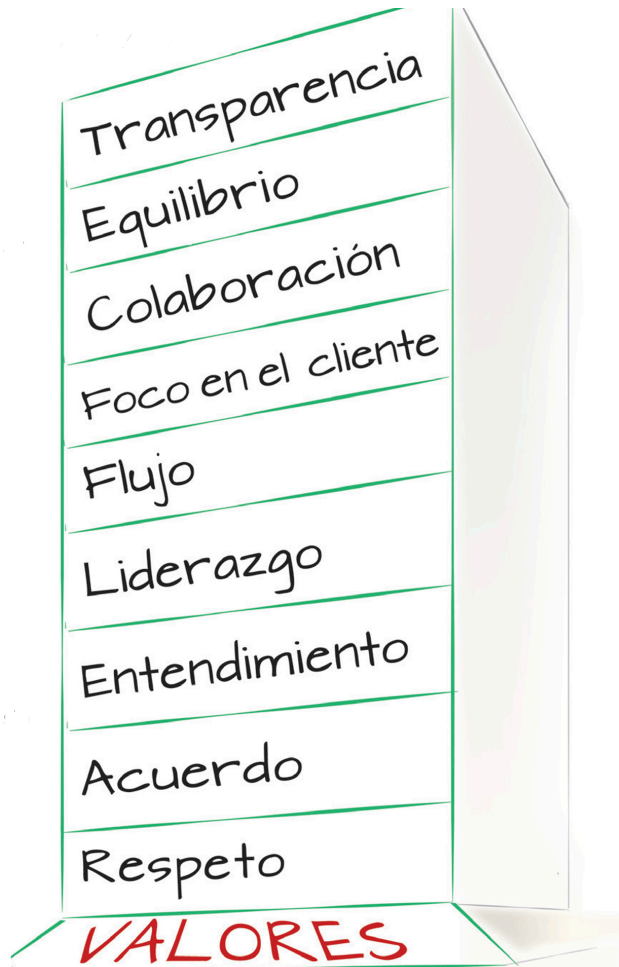 Transparencia
Equilibrio
Colaboración
Foco en el cliente
Flujo
Liderazgo
Entendimiento
Acuerdo
Respeto
VALORES